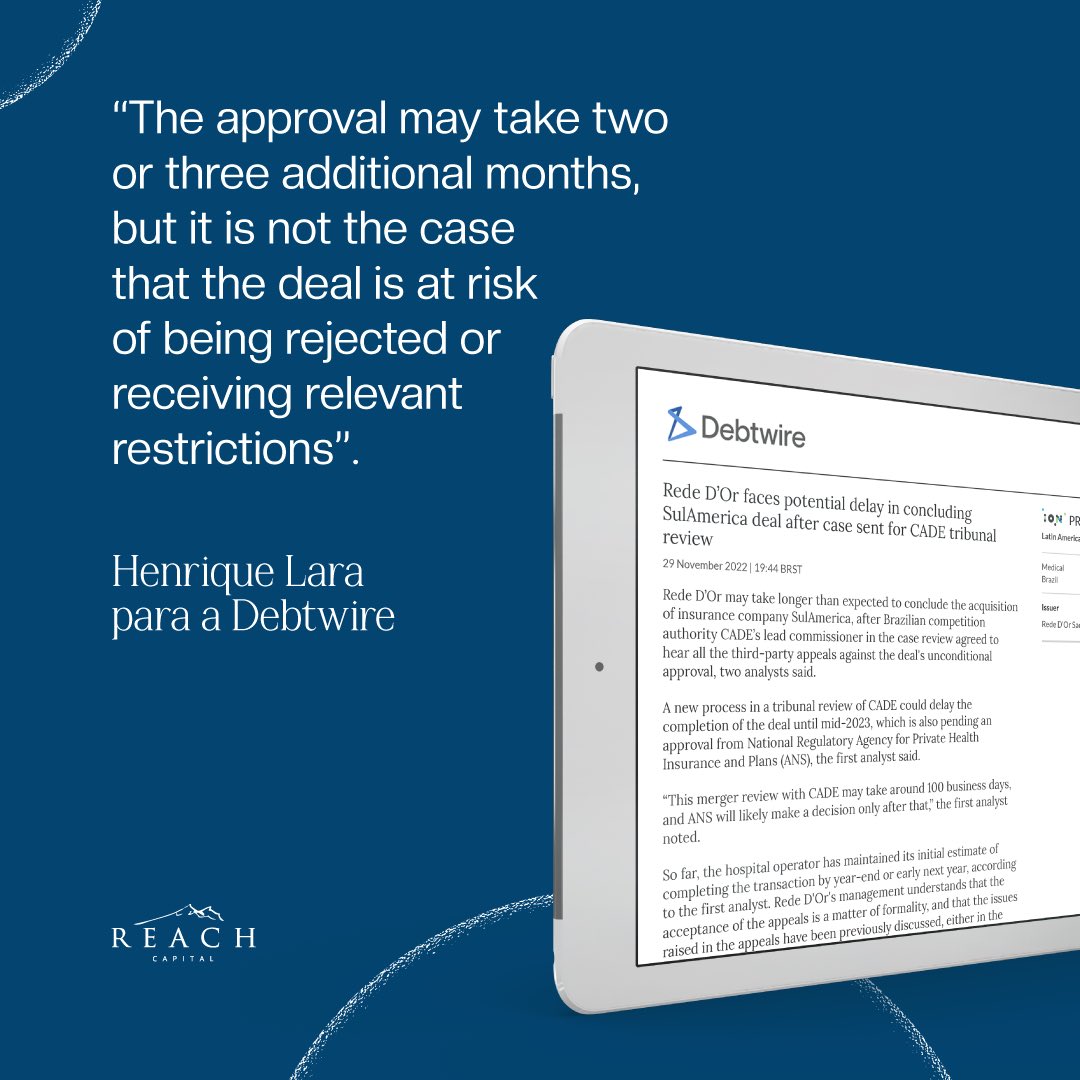 “The approval may take two
or three additional months,
but it is not the case
that the deal is at risk
of being rejected or
receiving relevant
restrictions”.
Henrique Lara
para a Debtwire
REACH
CAPITAL
Debtwire
Rede D’Or faces potential delay in concluding
SulAmerica deal after case sent for CADE tribunal
review
29 November 2022 | 19:44 BRST
Rede D’Or may take longer than expected to conclude the acquisition
of insurance company SulAmerica, after Brazilian competition
authority CADE’s lead commissioner in the case review agreed to
hear all the third-party appeals against the deal’s unconditional
approval, two analysts said.
A new process in a tribunal review of CADE could delay the
completion of the deal until mid-2023, which is also pending an
approval from National Regulatory Agency for Private Health
Insurance and Plans (ANS), the first analyst said.
“This merger review with CADE may take around 100 business days,
and ANS will likely make a decision only after that,” the first analyst
noted.
So far, the hospital operator has maintained its initial estimate of
completing the transaction by year-end or early next year, according
to the first analyst. Rede D’Or’s management understands that the
acceptance of the appeals is a matter of formality, and that the issues
raised in the appeals have been previously discussed, either in the
ION PR
Latin America
Medical
Brazil
Issuer
Rede D’Or Sa